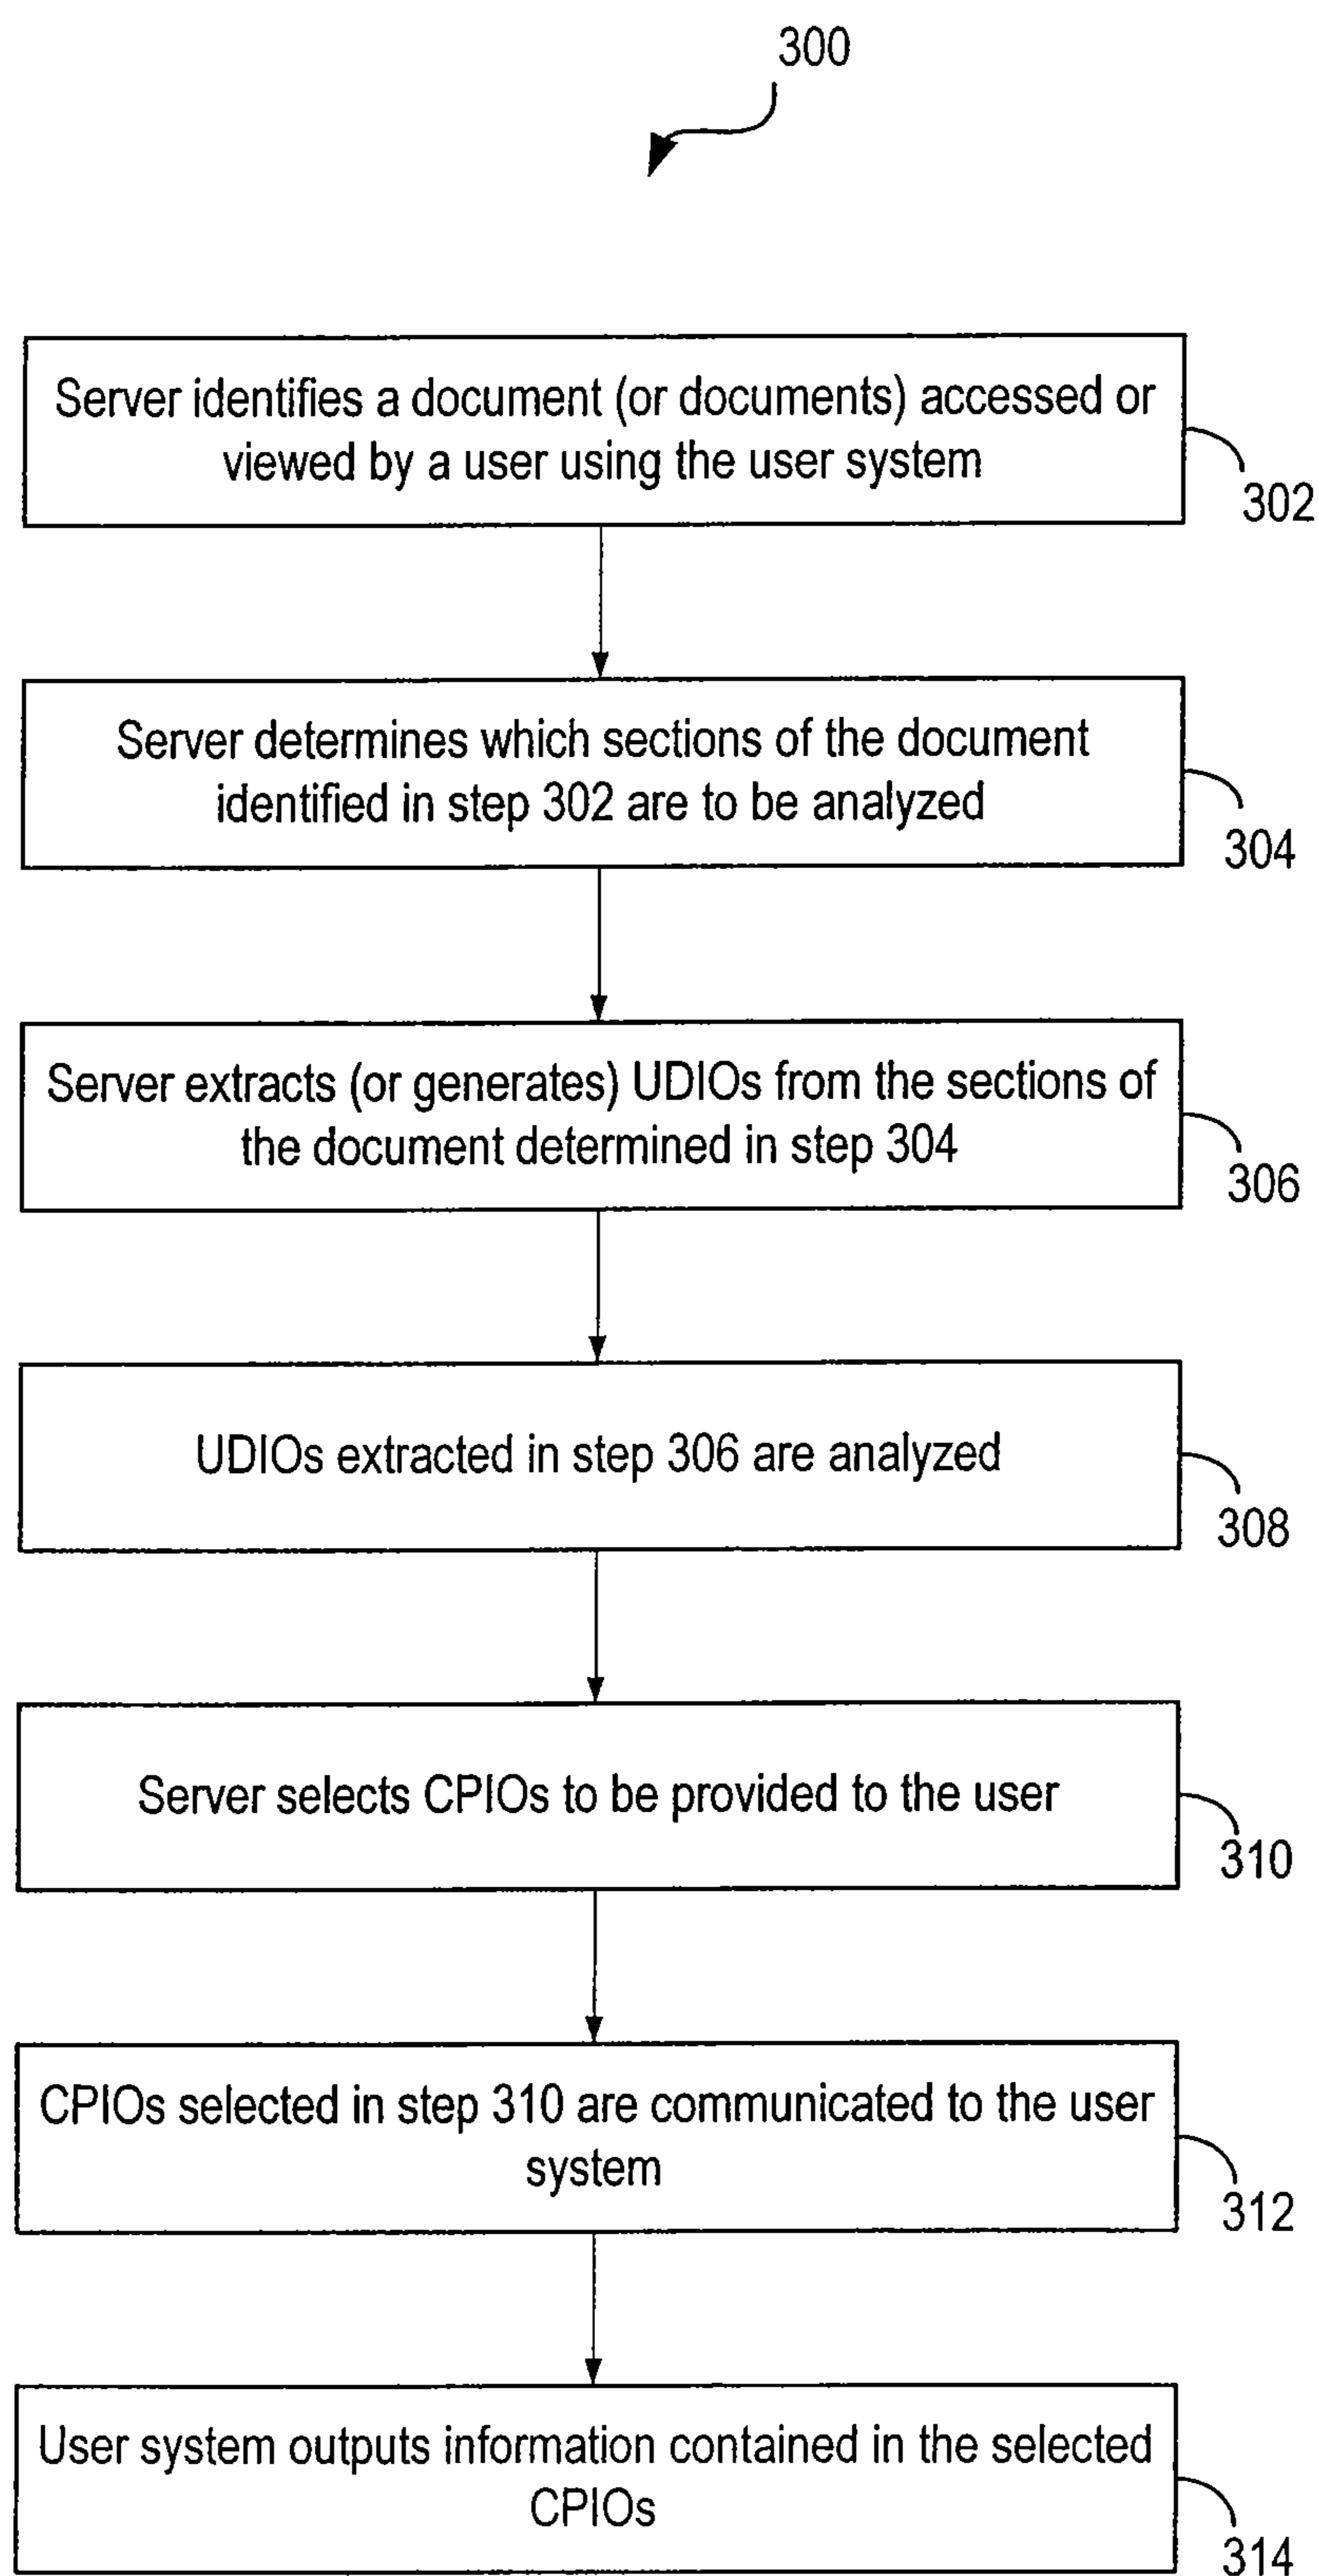 300
Server identifies a document (or documents) accessed or
viewed by a user using the user system
302
Server determines which sections of the document
identified in step 302 are to be analyzed
304
Server extracts (or generates) UDIOs from the sections of
the document determined in step 304
306
UDIOs extracted in step 306 are analyzed
308
Server selects CPIOs to be provided to the user
310
CPIOs selected in step 310 are communicated to the user
system
312
User system outputs information contained in the selected
CPIOs
314